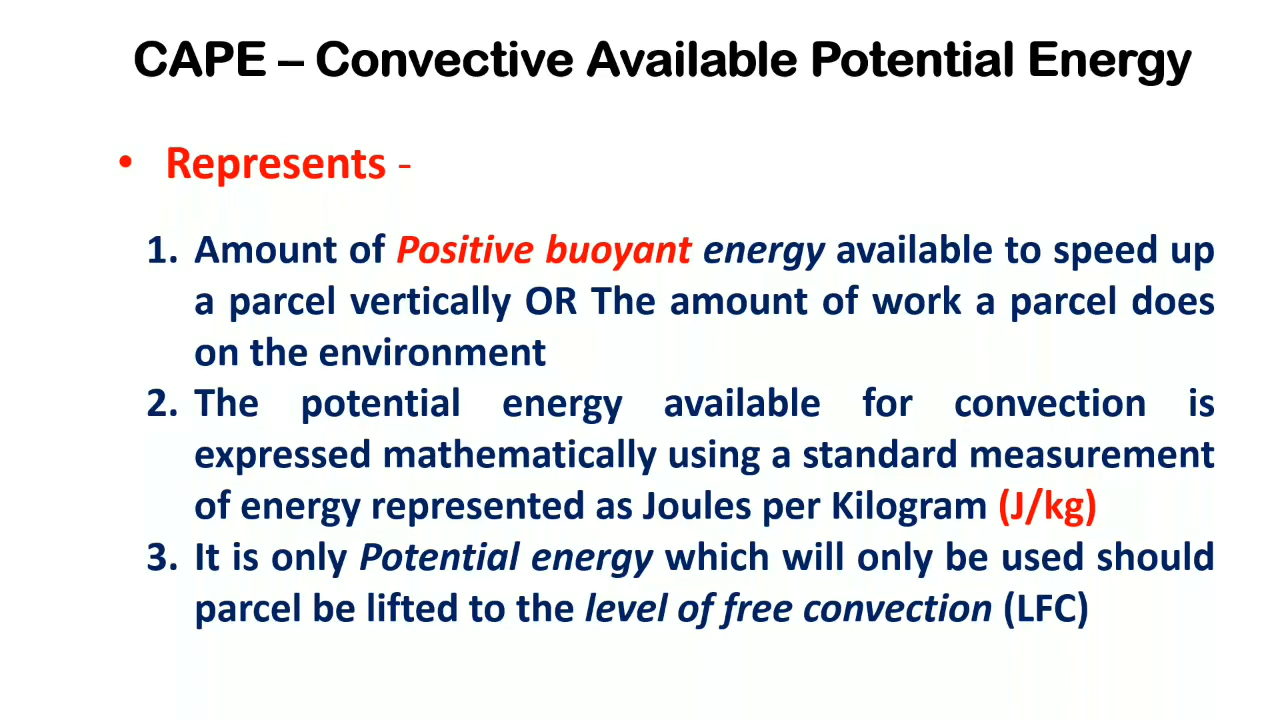 CAPE – Convective Available Potential Energy
• Represents -
1. Amount of Positive buoyant energy available to speed up
a parcel vertically OR The amount of work a parcel does
on the environment
2. The potential energy available for convection is
expressed mathematically using a standard measurement
of energy represented as Joules per Kilogram (J/kg)
3. It is only Potential energy which will only be used should
parcel be lifted to the level of free convection (LFC)